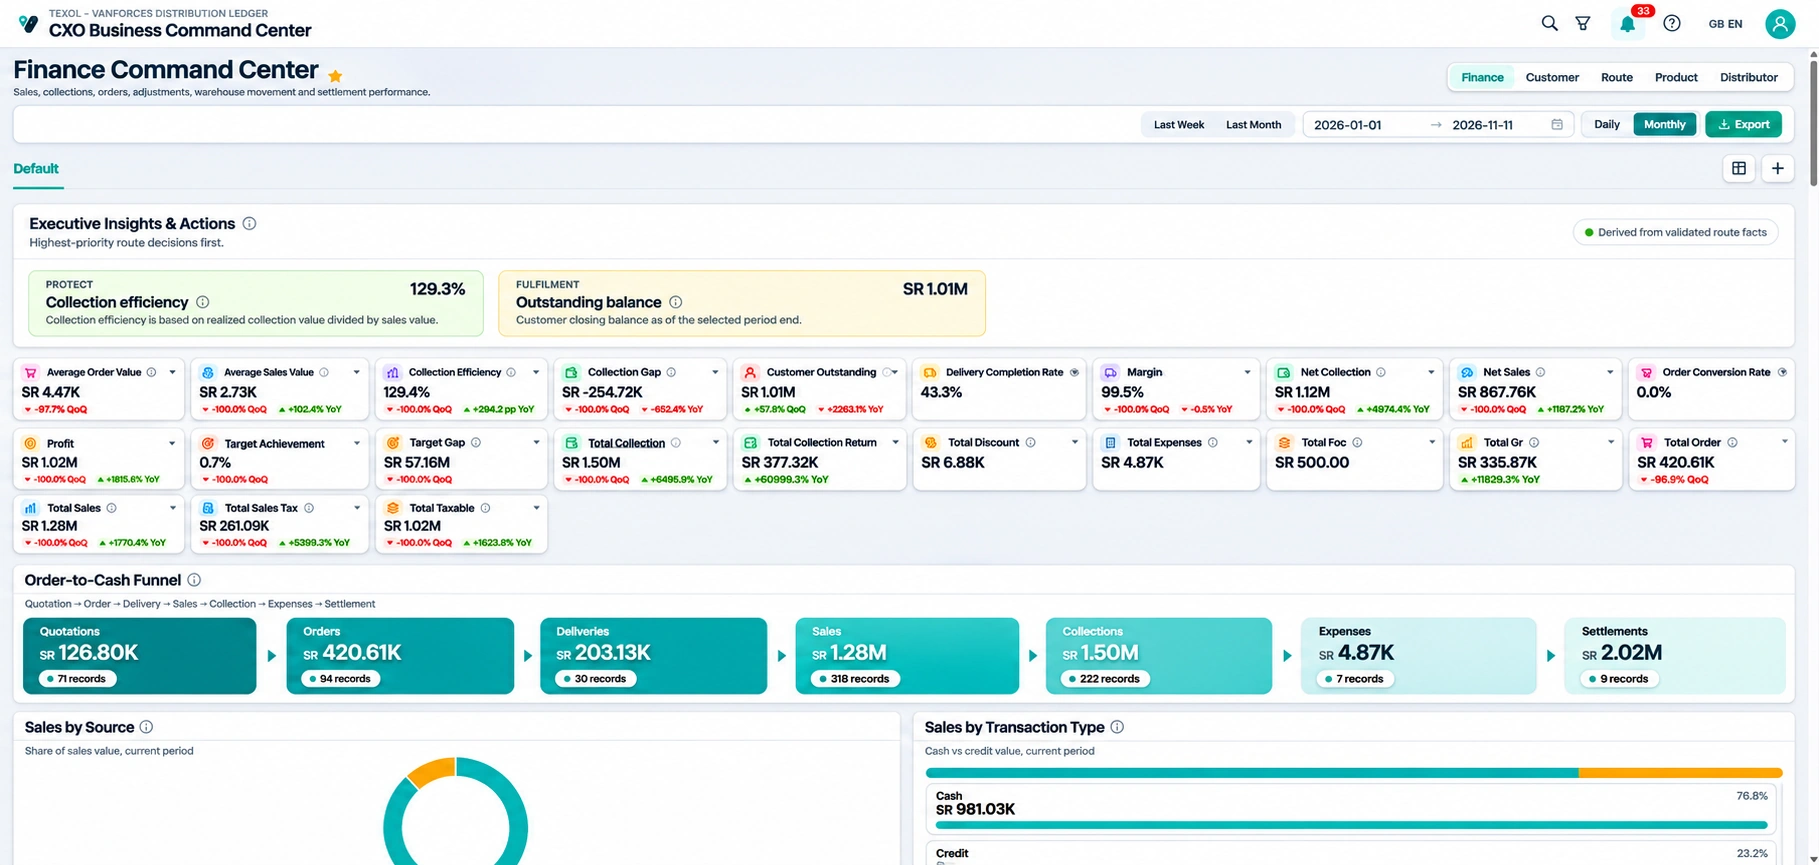 TEXOL - VANFORCES DISTRIBUTION LEDGER
CXO Business Command Center
33
GB EN
Finance Command Center
Sales, collections, orders, adjustments, warehouse movement and settlement performance.
Finance Customer Route Product Distributor
Last Week Last Month 2026-01-01 → 2026-11-11 Daily Monthly Export
Default
Executive Insights & Actions
Highest-priority route decisions first.
Derived from validated route facts
PROTECT
Collection efficiency
129.3%
Collection efficiency is based on realized collection value divided by sales value.
FULFILMENT
Outstanding balance
SR 1.01M
Customer closing balance as of the selected period end.
Average Order Value
SR 4.47K
-97.7% QoQ
Average Sales Value
SR 2.73K
-100.0% QoQ +102.4% YoY
Collection Efficiency
129.4%
-100.0% QoQ +294.2 pp YoY
Collection Gap
SR -254.72K
-100.0% QoQ -652.4% YoY
Customer Outstanding
SR 1.01M
+57.8% QoQ +2263.1% YoY
Delivery Completion Rate
43.3%
Margin
99.5%
-100.0% QoQ -0.5% YoY
Net Collection
SR 1.12M
-100.0% QoQ +4974.4% YoY
Net Sales
SR 867.76K
-100.0% QoQ +1187.2% YoY
Order Conversion Rate
0.0%
Profit
SR 1.02M
-100.0% QoQ +1815.6% YoY
Target Achievement
0.7%
-100.0% QoQ
Target Gap
SR 57.16M
-100.0% QoQ
Total Collection
SR 1.50M
-100.0% QoQ +6495.9% YoY
Total Collection Return
SR 377.32K
+60999.3% YoY
Total Discount
SR 6.88K
Total Expenses
SR 4.87K
Total Foc
SR 500.00
Total Gr
SR 335.87K
+11829.3% YoY
Total Order
SR 420.61K
-96.9% QoQ
Total Sales
SR 1.28M
-100.0% QoQ +1770.4% YoY
Total Sales Tax
SR 261.09K
-100.0% QoQ +5399.3% YoY
Total Taxable
SR 1.02M
-100.0% QoQ +1623.8% YoY
Order-to-Cash Funnel
Quotation → Order → Delivery → Sales → Collection → Expenses → Settlement
Quotations
SR 126.80K
71 records
Orders
SR 420.61K
94 records
Deliveries
SR 203.13K
30 records
Sales
SR 1.28M
318 records
Collections
SR 1.50M
222 records
Expenses
SR 4.87K
7 records
Settlements
SR 2.02M
9 records
Sales by Source
Share of sales value, current period
Sales by Transaction Type
Cash vs credit value, current period
Cash
SR 981.03K
76.8%
Credit
23.2%